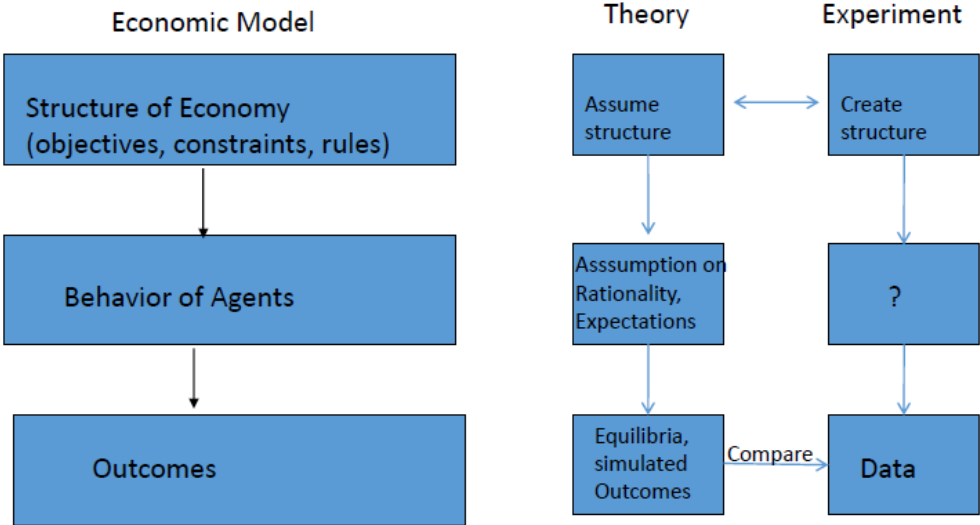 Economic Model
Structure of Economy
(objectives, constraints, rules)
Behavior of Agents
Outcomes
Theory
Experiment
Assume
structure
Create
structure
Asssumption on
Rationality,
Expectations
?
Equilibria,
simulated
Outcomes
Compare
Data